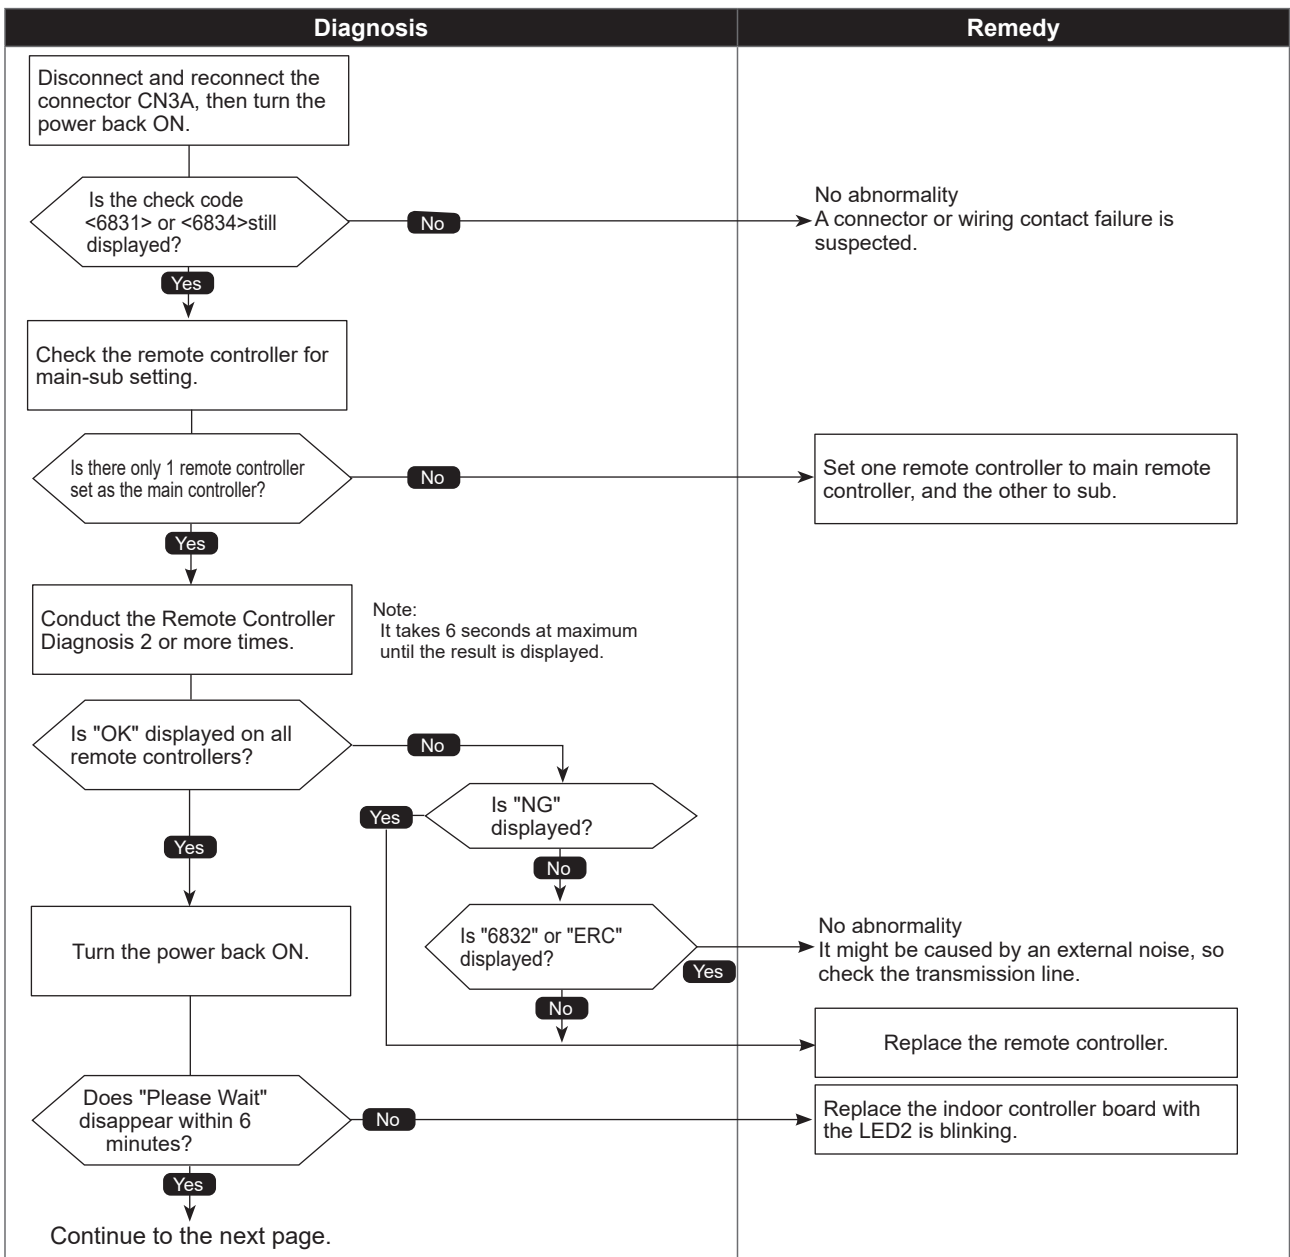 Diagnosis
Remedy
Disconnect and reconnect the
connector CN3A, then turn the
power back ON.
Is the check code
<6831> or <6834>still
displayed?
No
No abnormality
A connector or wiring contact failure is
suspected.
Yes
Check the remote controller for
main-sub setting.
Is there only 1 remote controller
set as the main controller?
No
Set one remote controller to main remote
controller, and the other to sub.
Yes
Conduct the Remote Controller
Diagnosis 2 or more times.
Note:
It takes 6 seconds at maximum
until the result is displayed.
Is "OK" displayed on all
remote controllers?
No
Is "NG"
displayed?
Yes
Yes
No
Is "6832" or "ERC"
displayed?
Yes
No abnormality
It might be caused by an external noise, so
check the transmission line.
Turn the power back ON.
No
Replace the remote controller.
Does "Please Wait"
disappear within 6
minutes?
No
Replace the indoor controller board with
the LED2 is blinking.
Yes
Continue to the next page.